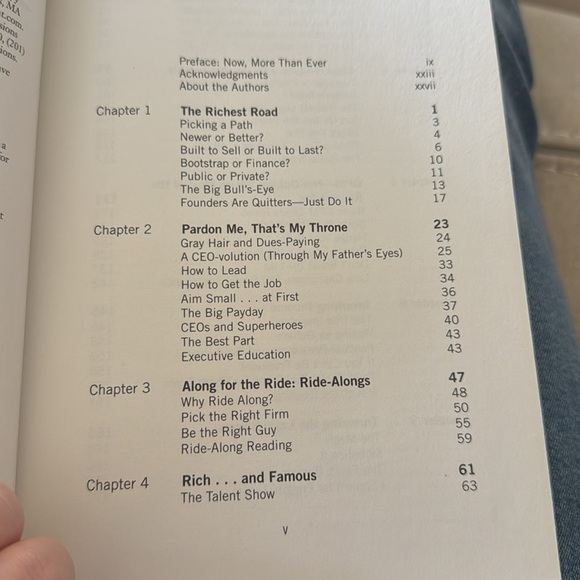 , MA
t.com.
sions
), (201)
ions.
ve
a
or
t
Preface: Now, More Than Ever ix
Acknowledgments xxiii
About the Authors xxvii
Chapter 1 The Richest Road 1
Picking a Path 3
Newer or Better? 4
Built to Sell or Built to Last? 6
Bootstrap or Finance? 10
Public or Private? 11
The Big Bull's-Eye 13
Founders Are Quitters—Just Do It 17
Chapter 2 Pardon Me, That's My Throne 23
Gray Hair and Dues-Paying 24
A CEO-volution (Through My Father's Eyes) 25
How to Lead 33
How to Get the Job 34
Aim Small . . . at First 36
The Big Payday 37
CEOs and Superheroes 40
The Best Part 43
Executive Education 43
Chapter 3 Along for the Ride: Ride-Alongs 47
Why Ride Along? 48
Pick the Right Firm 50
Be the Right Guy 55
Ride-Along Reading 59
Chapter 4 Rich . . . and Famous 61
The Talent Show 63
V